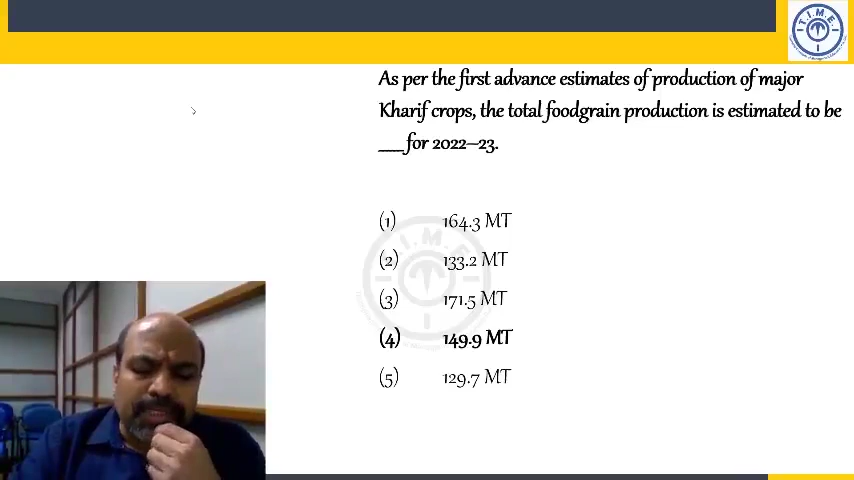 T.I.M.E.
As per the first advance estimates of production of major
Kharif crops, the total foodgrain production is estimated to be
___ for 2022–23.
(1) 164.3 MT
(2) 133.2 MT
(3) 171.5 MT
(4) 149.9 MT
(5) 129.7 MT
T.I.M.E